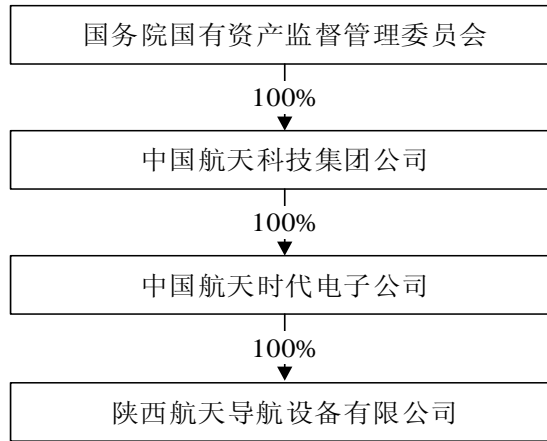 国务院国有资产监督管理委员会
100%
中国航天科技集团公司
100%
中国航天时代电子公司
100%
陕西航天导航设备有限公司